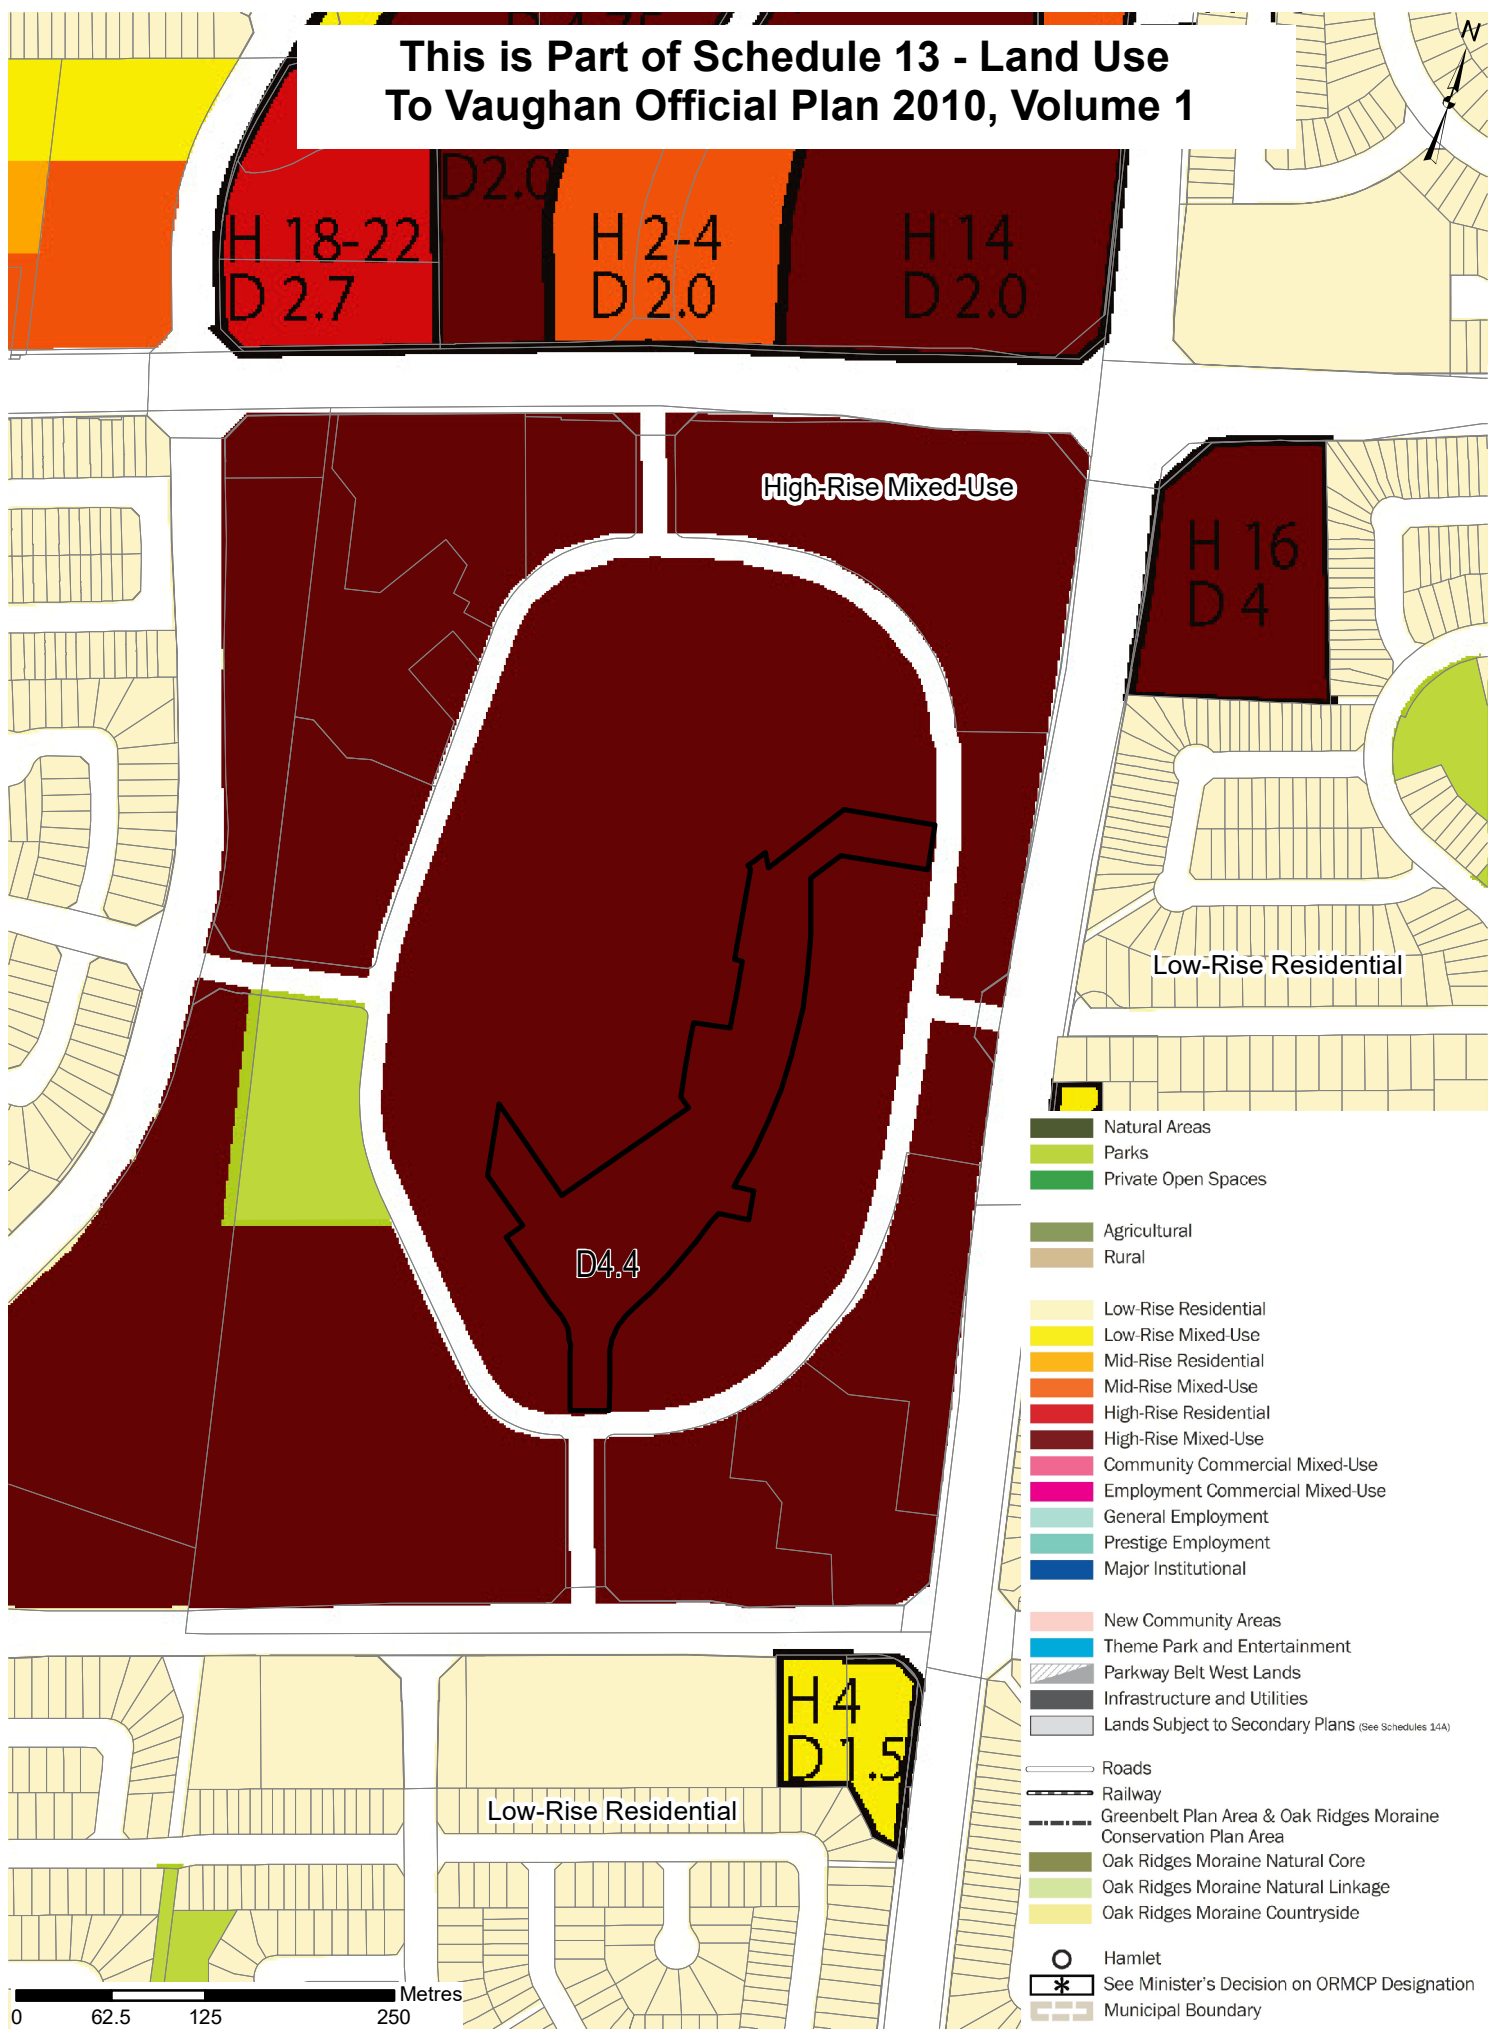 This is Part of Schedule 13 - Land Use
To Vaughan Official Plan 2010, Volume 1
N
D2.0
H 18-22
D 2.7
H 2-4
D 2.0
H 14
D 2.0
High-Rise Mixed-Use
H 16
D 4
Low-Rise Residential
D4.4
H 4
D 1.5
Low-Rise Residential
Natural Areas
Parks
Private Open Spaces
Agricultural
Rural
Low-Rise Residential
Low-Rise Mixed-Use
Mid-Rise Residential
Mid-Rise Mixed-Use
High-Rise Residential
High-Rise Mixed-Use
Community Commercial Mixed-Use
Employment Commercial Mixed-Use
General Employment
Prestige Employment
Major Institutional
New Community Areas
Theme Park and Entertainment
Parkway Belt West Lands
Infrastructure and Utilities
Lands Subject to Secondary Plans (See Schedules 14A)
Roads
Railway
Greenbelt Plan Area & Oak Ridges Moraine
Conservation Plan Area
Oak Ridges Moraine Natural Core
Oak Ridges Moraine Natural Linkage
Oak Ridges Moraine Countryside
Hamlet
See Minister's Decision on ORMCP Designation
Municipal Boundary
Metres
0 62.5 125 250